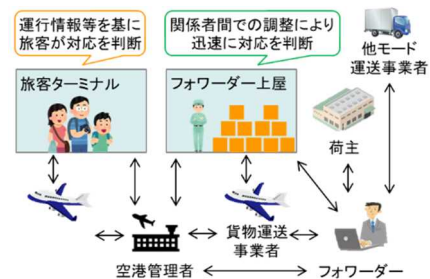 運行情報等を基に
旅客が対応を判断
関係者間での調整により
迅速に対応を判断
他モード
運送事業者
旅客ターミナル
フォワーダー上屋
荷主
貨物運送
事業者
空港管理者
フォワーダー